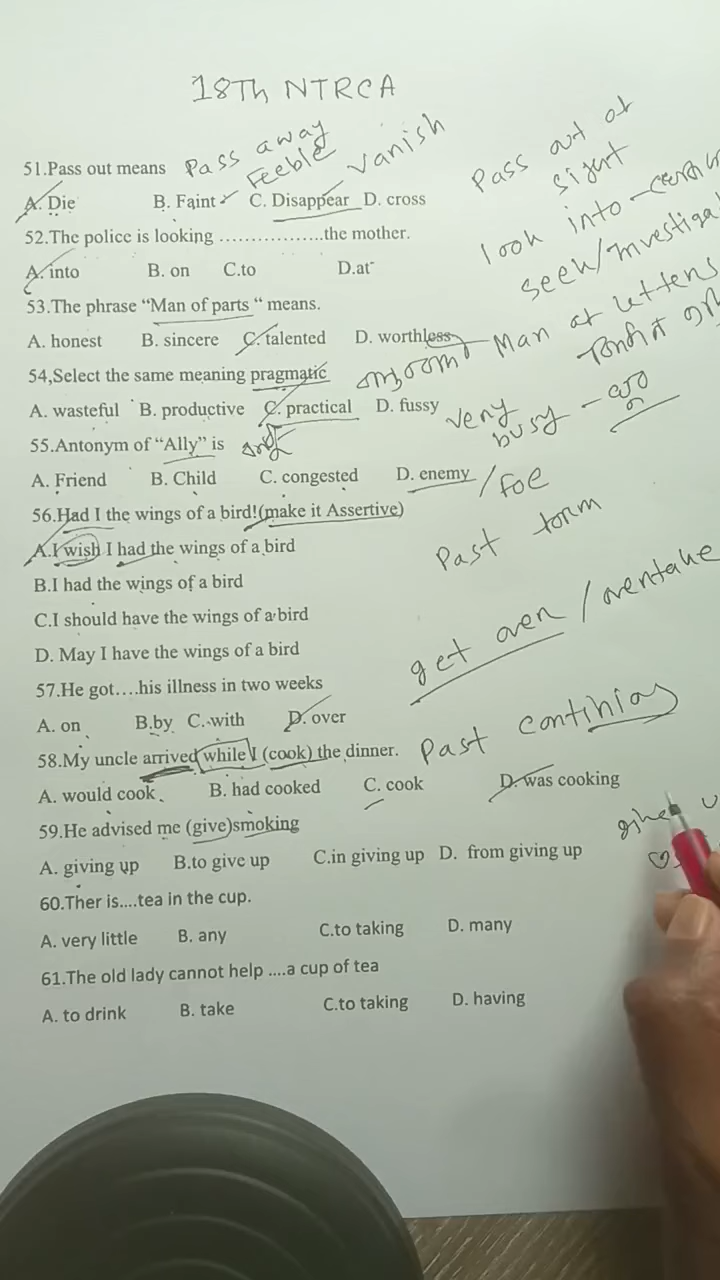 18Th NTRCA
51.Pass out means Pass away
Feeble Vanish
A. Die B. Faint C. Disappear D. cross
Pass out of
sight
52.The police is looking ……………..the mother.
look into -
seek/Investiga
A. into B. on C.to D.at
53.The phrase “Man of parts “ means.
A. honest B. sincere C. talented D. worthless
Man at lettens
54,Select the same meaning pragmatic
A. wasteful B. productive C. practical D. fussy
very
busy -
55.Antonym of “Ally” is
A. Friend B. Child C. congested D. enemy /foe
56.Had I the wings of a bird!(make it Assertive)
Past torm
A.I wish I had the wings of a bird
B.I had the wings of a bird
C.I should have the wings of a bird
D. May I have the wings of a bird
get oven / oventake
57.He got….his illness in two weeks
A. on B.by C.with D.over
58.My uncle arrived while I (cook) the dinner. Past continioy
A. would cook B. had cooked C. cook D. was cooking
59.He advised me (give)smoking
A. giving up B.to give up C.in giving up D. from giving up
60.Ther is....tea in the cup.
A. very little B. any C.to taking D. many
61.The old lady cannot help ....a cup of tea
A. to drink B. take C.to taking D. having